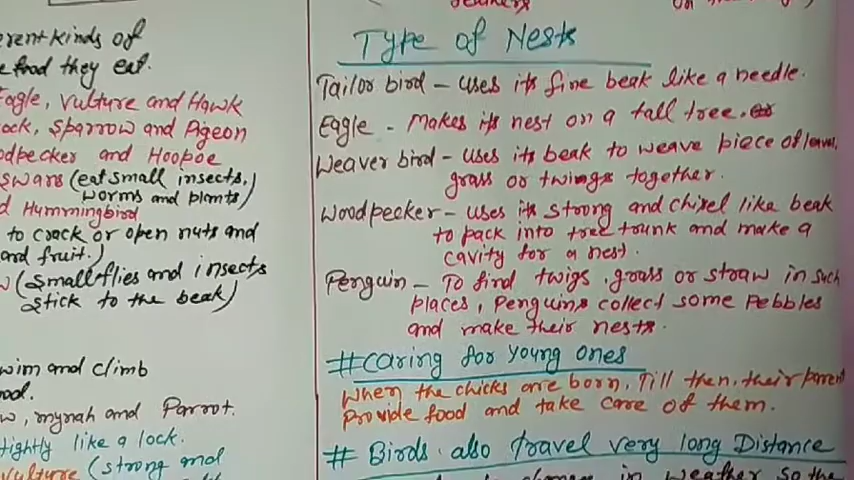 erent kinds of
e food they eat.
Eagle, Vulture and Hawk
ock, Sparrow and Pigeon
odpecker and Hoopoe
swans (eat small insects,
worms and plants)
d Hummingbird
to crack or open nuts and
and fruit.)
w (Small flies and insects
stick to the beak)
wim and climb
ood.
w, mynah and Parrot.
tightly like a lock.
vulture (strong and
Type of Nests
Tailor bird - uses its fine beak like a needle.
Eagle - Makes its nest on a tall tree.
Weaver bird - uses its beak to weave piece of
grass or twings together.
Woodpecker - uses its strong and chisel like beak
to pack into tree trunk and make a
cavity for a nest.
Penguin - To find twigs, grass or straw in such
places, Penguins collect some Pebbles
and make their nests.
# Caring for young ones
When the chicks are born, Till then, their parent
Provide food and take care of them.
# Birds also travel very long Distance
in weather so the